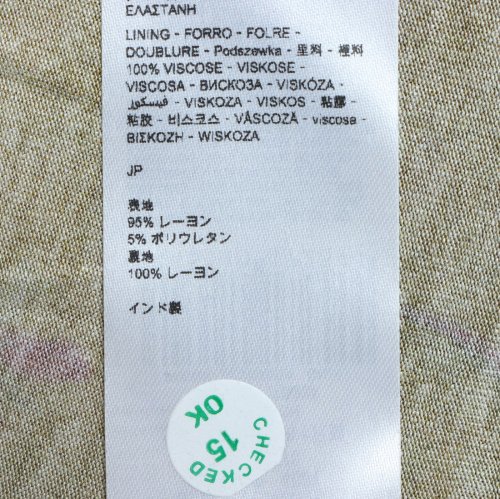 ΕΛΑΣΤΑΝΗ
LINING - FORRO - FOLRE -
DOUBLURE - Podszewka - 里料 - 裡料
100% VISCOSE - VISKOSE -
VISCOSA - ВИСКОЗА - VISKÓZA -
فيسكوز - VISKOZA - VISKOS - 粘膠 -
粘胶 - 비스코스 - VÂSCOZĂ - viscosa -
ΒΙΣΚΟΖΗ - WISKOZA
JP
表地
95% レーヨン
5% ポリウレタン
裏地
100% レーヨン
インド製
CHECKED
15
OK